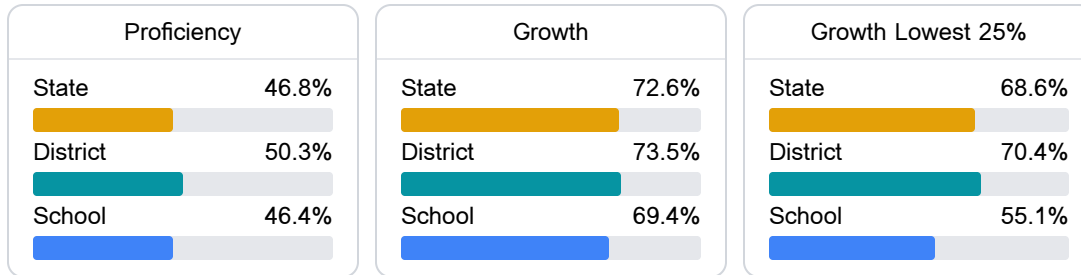 Proficiency
State 46.8%
District 50.3%
School 46.4%
Growth
State 72.6%
District 73.5%
School 69.4%
Growth Lowest 25%
State 68.6%
District 70.4%
School 55.1%